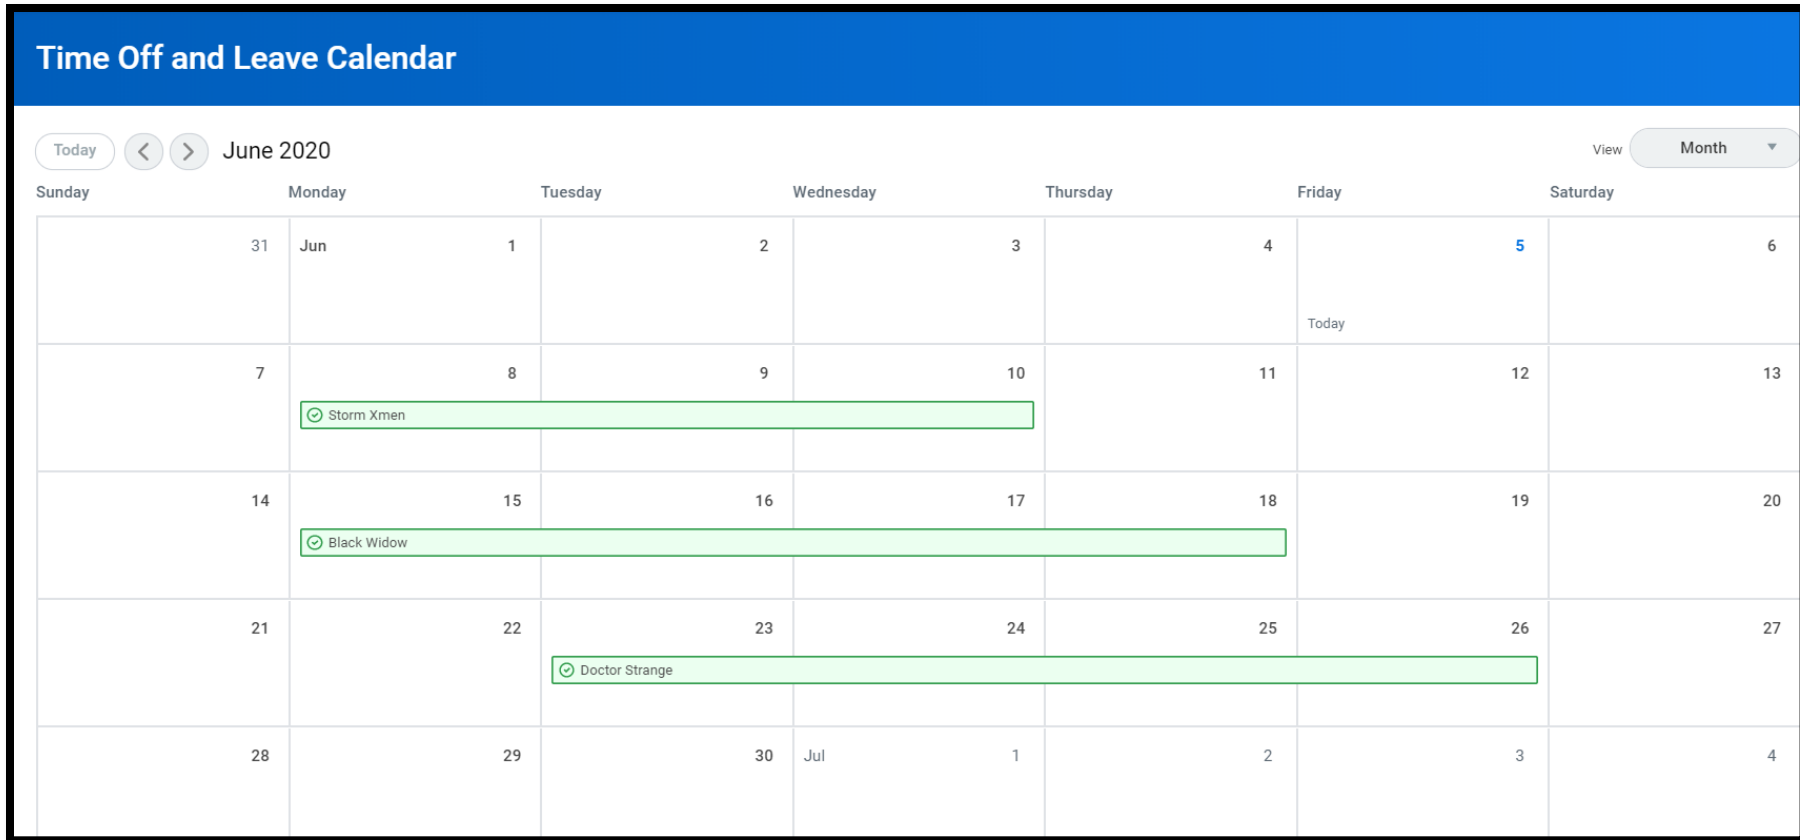 Time Off and Leave Calendar
Today June 2020 View Month
Sunday Monday Tuesday Wednesday Thursday Friday Saturday
31 Jun 1 2 3 4 5 6
Today
7 8 9 10 11 12 13
Storm Xmen
14 15 16 17 18 19 20
Black Widow
21 22 23 24 25 26 27
Doctor Strange
28 29 30 Jul 1 2 3 4